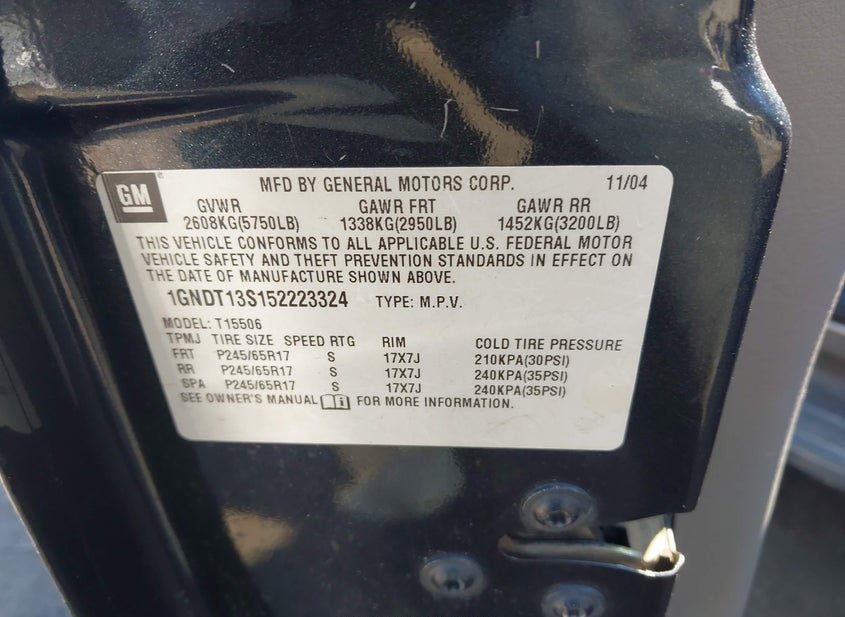 GM
MFD BY GENERAL MOTORS CORP. 11/04
GVWR GAWR FRT GAWR RR
2608KG(5750LB) 1338KG(2950LB) 1452KG(3200LB)
THIS VEHICLE CONFORMS TO ALL APPLICABLE U.S. FEDERAL MOTOR
VEHICLE SAFETY AND THEFT PREVENTION STANDARDS IN EFFECT ON
THE DATE OF MANUFACTURE SHOWN ABOVE.
1GNDT13S152223324 TYPE: M.P.V.
MODEL: T15506
TPMJ TIRE SIZE SPEED RTG RIM COLD TIRE PRESSURE
FRT P245/65R17 S 17X7J 210KPA(30PSI)
RR P245/65R17 S 17X7J 240KPA(35PSI)
SPA P245/65R17 S 17X7J 240KPA(35PSI)
SEE OWNER'S MANUAL i FOR MORE INFORMATION.